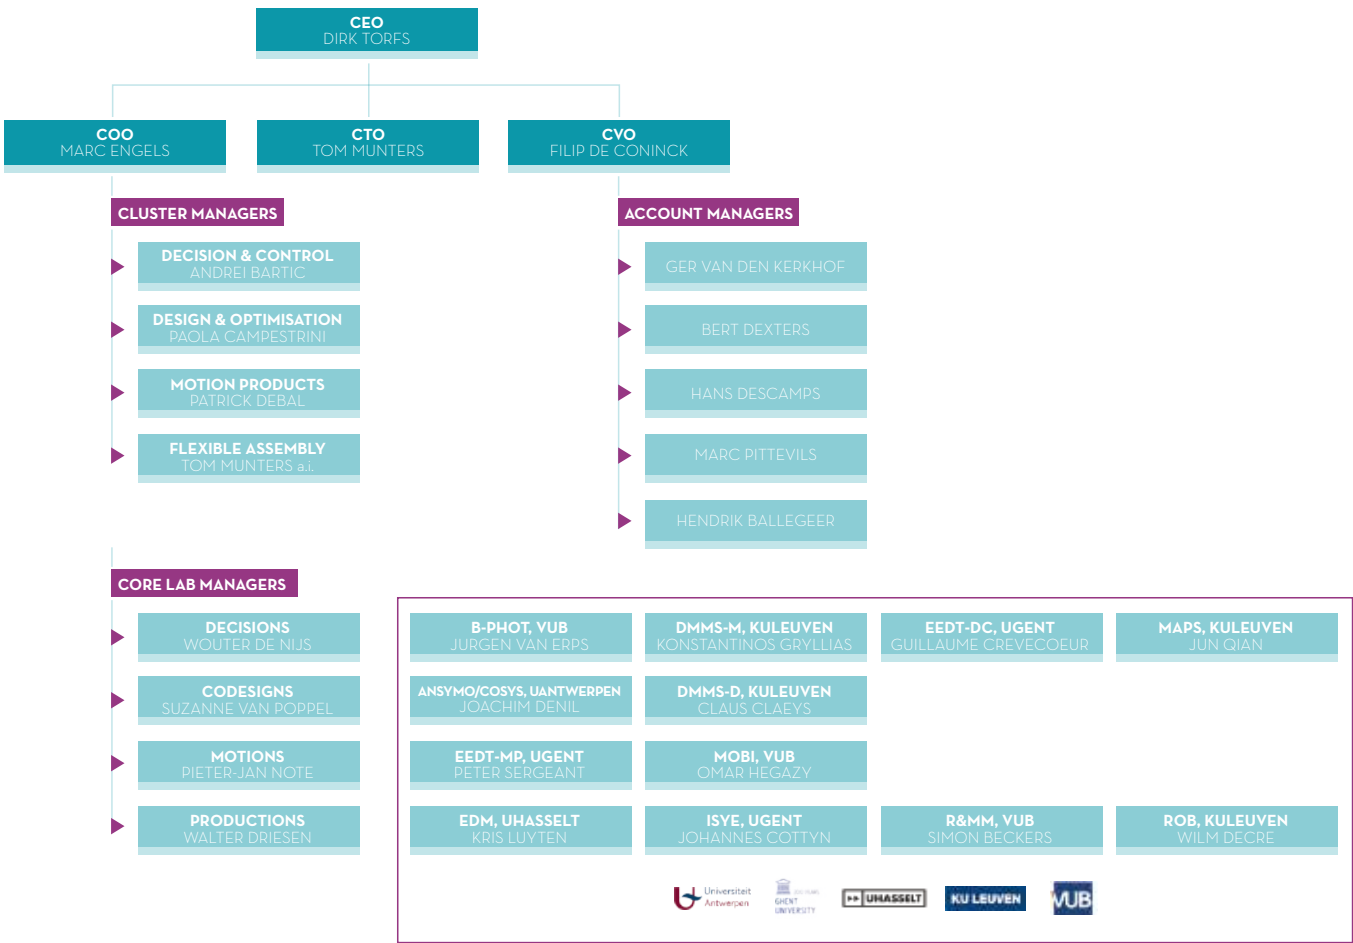 CEO
DIRK TORFS
COO
MARC ENGELS
CTO
TOM MUNTERS
CVO
FILIP DE CONINCK
CLUSTER MANAGERS
DECISION & CONTROL
ANDREI BARTIC
DESIGN & OPTIMISATION
PAOLA CAMPESTRINI
MOTION PRODUCTS
PATRICK DEBAL
FLEXIBLE ASSEMBLY
TOM MUNTERS a.i.
ACCOUNT MANAGERS
GER VAN DEN KERKHOF
BERT DEXTERS
HANS DESCAMPS
MARC PITTEVILS
HENDRIK BALLEGEER
CORE LAB MANAGERS
DECISIONS
WOUTER DE NIJS
CODESIGNS
SUZANNE VAN POPPEL
MOTIONS
PIETER-JAN NOTE
PRODUCTIONS
WALTER DRIESEN
B-PHOT, VUB
JURGEN VAN ERPS
DMMS-M, KULEUVEN
KONSTANTINOS GRYLLIAS
EEDT-DC, UGENT
GUILLAUME CREVECOEUR
MAPS, KULEUVEN
JUN QIAN
ANSYMO/COSYS, UANTWERPEN
JOACHIM DENIL
DMMS-D, KULEUVEN
CLAUS CLAEYS
EEDT-MP, UGENT
PETER SERGEANT
MOBI, VUB
OMAR HEGAZY
EDM, UHASSELT
KRIS LUYTEN
ISYE, UGENT
JOHANNES COTTYN
R&MM, VUB
SIMON BECKERS
ROB, KULEUVEN
WILM DECRE
Universiteit
Antwerpen
GHENT
UNIVERSITY
UHASSELT
KU LEUVEN
VUB